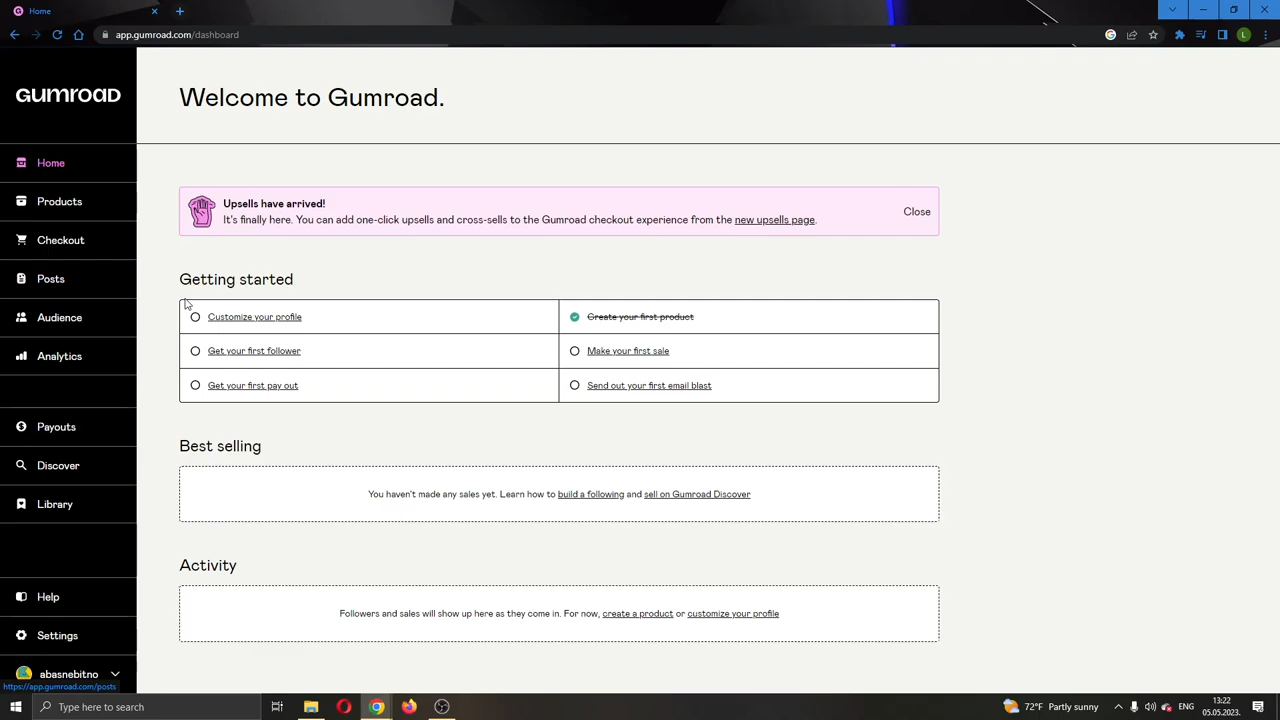 Home
app.gumroad.com/dashboard
L
GUMROAD
Home
Products
Checkout
Posts
Audience
Analytics
Payouts
Discover
Library
Help
Settings
abasnebitno
https://app.gumroad.com/posts
Welcome to Gumroad.
Upsells have arrived!
It's finally here. You can add one-click upsells and cross-sells to the Gumroad checkout experience from the new upsells page.
Close
Getting started
Customize your profile
Create your first product
Get your first follower
Make your first sale
Get your first pay out
Send out your first email blast
Best selling
You haven't made any sales yet. Learn how to build a following and sell on Gumroad Discover
Activity
Followers and sales will show up here as they come in. For now, create a product or customize your profile
Type here to search
72°F Partly sunny
ENG
13:22
05.05.2023.